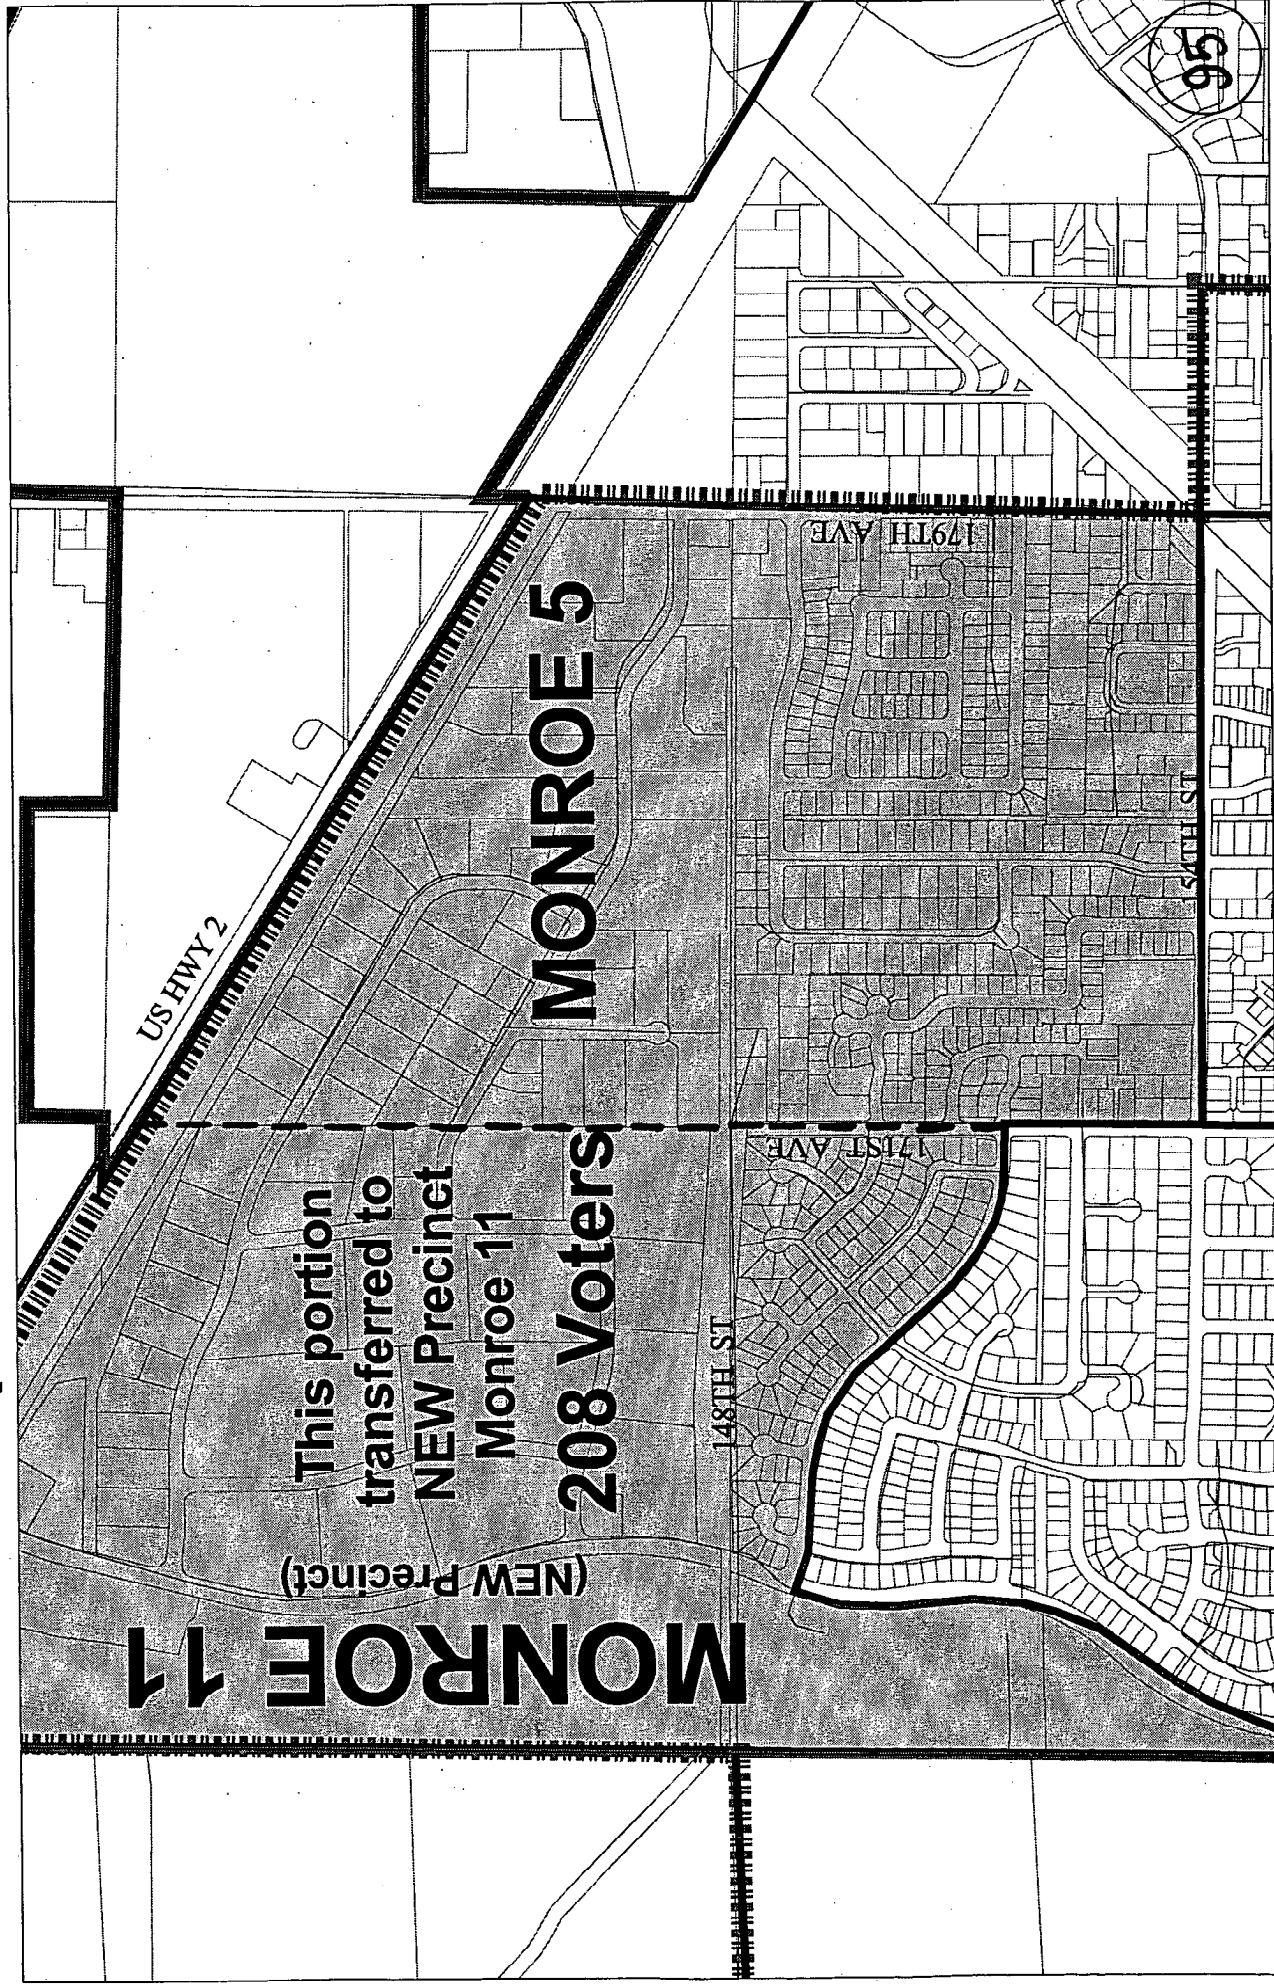 US HWY 2
MONROE 5
179TH AVE
154TH ST
This portion
transferred to
NEW Precinct
Monroe 11
208 Voters
171ST AVE
148TH ST
(NEW Precinct)
MONROE 11
95